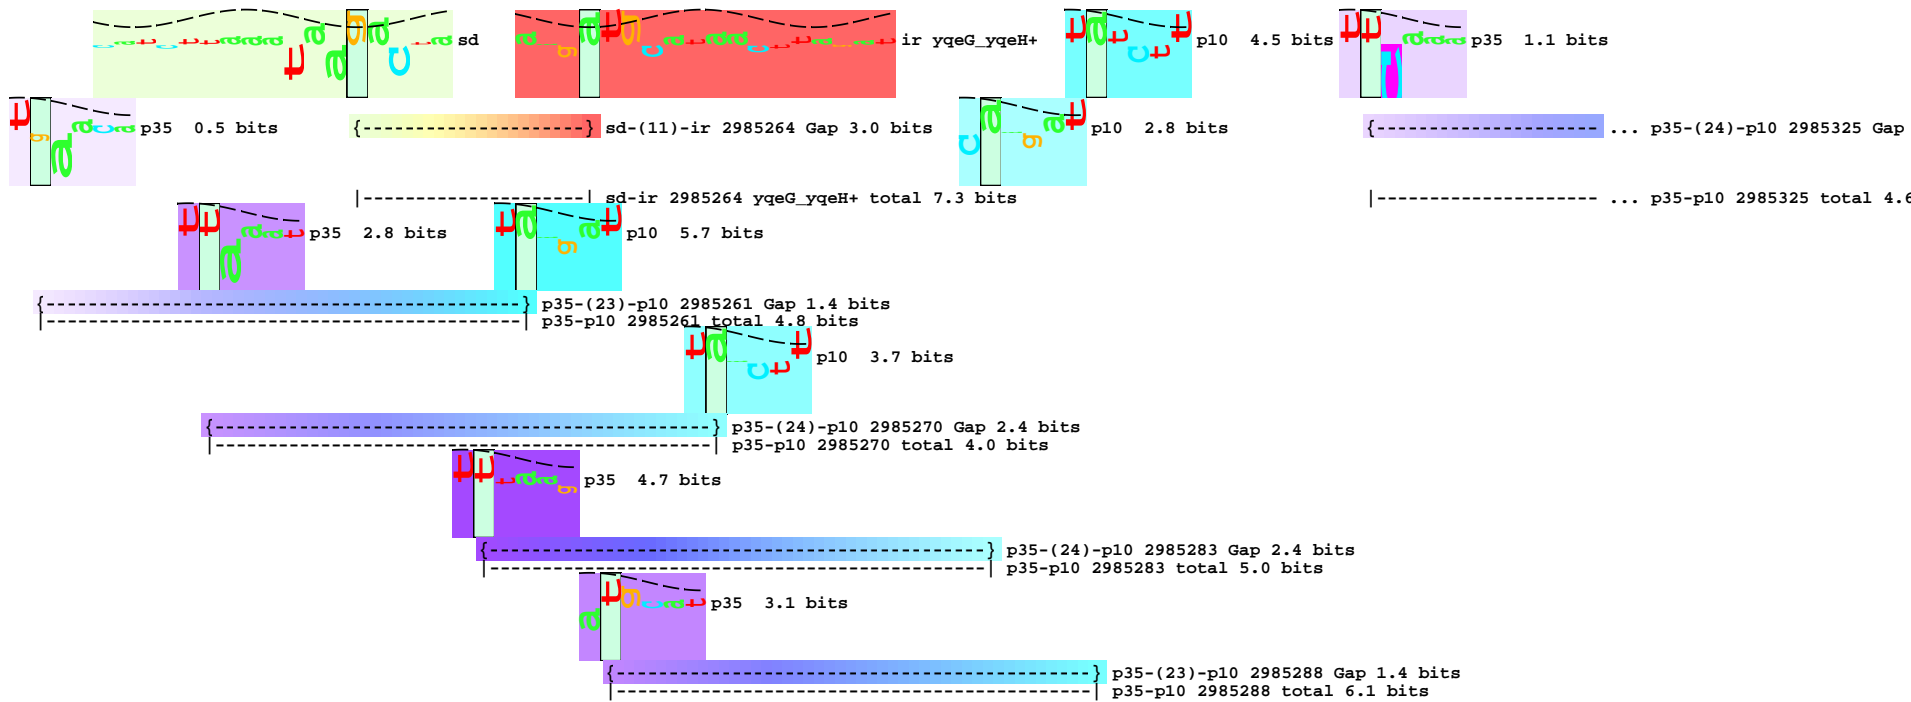 sd
ir yqeG_yqeH+
p10 4.5 bits
p35 1.1 bits
p35 0.5 bits
{----------------------} sd-(11)-ir 2985264 Gap 3.0 bits
p10 2.8 bits
{---------------------- ... p35-(24)-p10 2985325 Gap
|----------------------| sd-ir 2985264 yqeG_yqeH+ total 7.3 bits
|---------------------- ... p35-p10 2985325 total 4.6
p35 2.8 bits
p10 5.7 bits
{----------------------------------------------} p35-(23)-p10 2985261 Gap 1.4 bits
|----------------------------------------------| p35-p10 2985261 total 4.8 bits
p10 3.7 bits
{------------------------------------------------} p35-(24)-p10 2985270 Gap 2.4 bits
|------------------------------------------------| p35-p10 2985270 total 4.0 bits
p35 4.7 bits
{------------------------------------------------} p35-(24)-p10 2985283 Gap 2.4 bits
|------------------------------------------------| p35-p10 2985283 total 5.0 bits
p35 3.1 bits
{----------------------------------------------} p35-(23)-p10 2985288 Gap 1.4 bits
|----------------------------------------------| p35-p10 2985288 total 6.1 bits